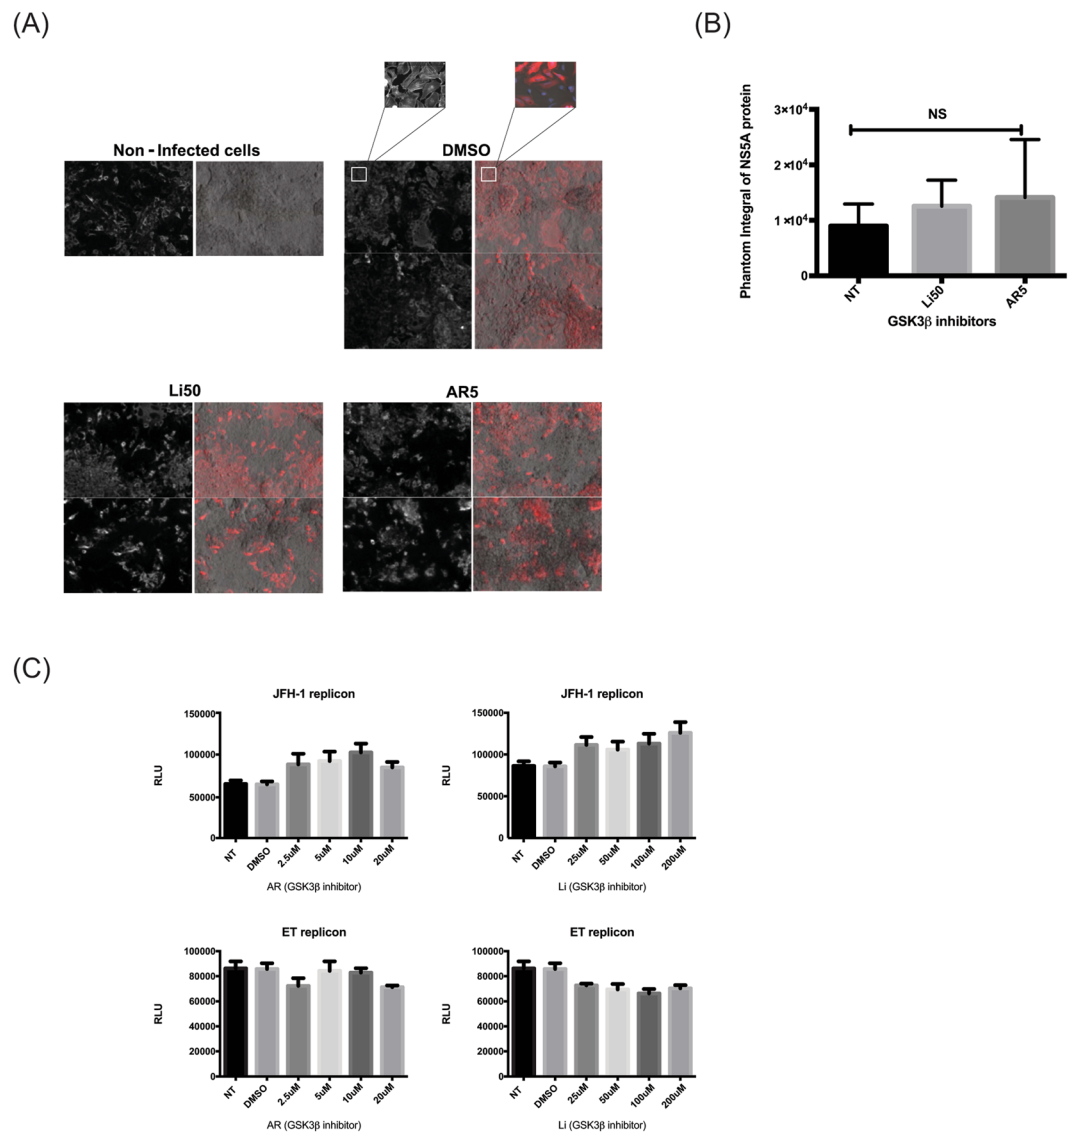 (A)
Non - Infected cells
DMSO
Li50
AR5
(B)
Phantom Integral of NS5A protein
3×10⁴
2×10⁴
1×10⁴
0
NS
NT
Li50
AR5
GSK3β inhibitors
(C)
JFH-1 replicon
RLU
150000
100000
50000
0
NT
DMSO
2.5uM
5uM
10uM
20uM
AR (GSK3β inhibitor)
JFH-1 replicon
RLU
150000
100000
50000
0
NT
DMSO
25uM
50uM
100uM
200uM
Li (GSK3β inhibitor)
ET replicon
RLU
100000
80000
60000
40000
20000
0
NT
DMSO
2.5uM
5uM
10uM
20uM
AR (GSK3β inhibitor)
ET replicon
RLU
100000
80000
60000
40000
20000
0
NT
DMSO
25uM
50uM
100uM
200uM
Li (GSK3β inhibitor)